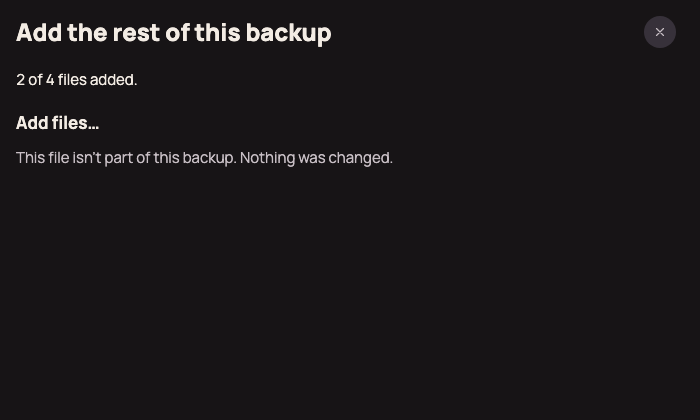 Add the rest of this backup
2 of 4 files added.
Add files…
This file isn't part of this backup. Nothing was changed.